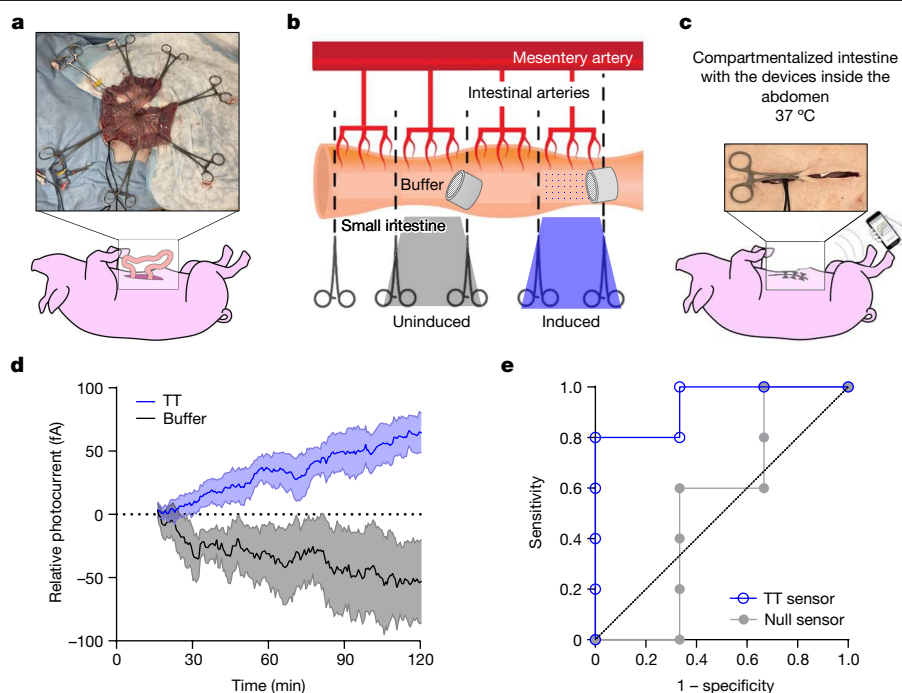 a
b
c
Mesentery artery
Intestinal arteries
Buffer
Small intestine
Uninduced
Induced
Compartmentalized intestine
with the devices inside the
abdomen
37 ºC
d
100
50
0
−50
−100
Relative photocurrent (fA)
TT
Buffer
0
30
60
90
120
Time (min)
e
1.0
0.8
0.6
0.4
0.2
0
Sensitivity
TT sensor
Null sensor
0
0.2
0.4
0.6
0.8
1.0
1 – specificity